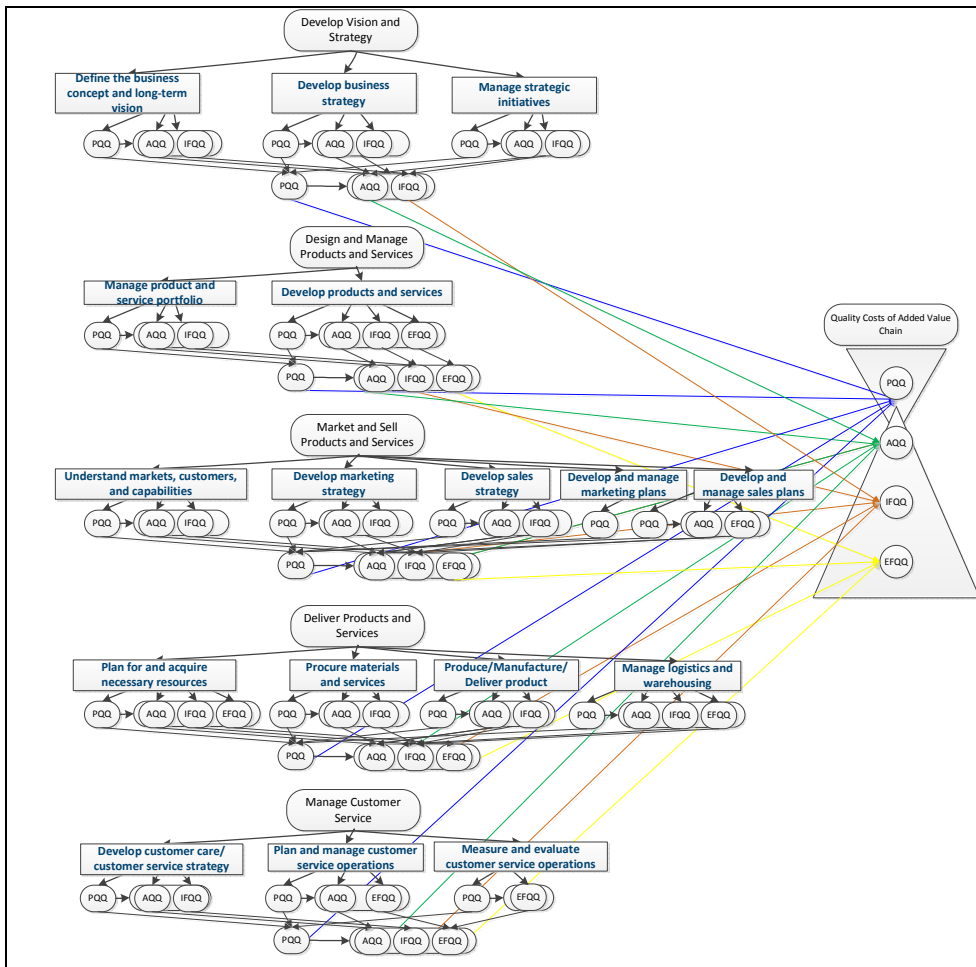 Develop Vision and
Strategy
Define the business
concept and long-term
vision
Develop business
strategy
Manage strategic
initiatives
PQQ AQQ IFQQ PQQ AQQ IFQQ PQQ AQQ IFQQ
PQQ AQQ IFQQ
Design and Manage
Products and Services
Manage product and
service portfolio
Develop products and services
PQQ AQQ IFQQ PQQ AQQ IFQQ EFQQ
PQQ AQQ IFQQ EFQQ
Quality Costs of Added Value
Chain
PQQ
AQQ
IFQQ
EFQQ
Market and Sell
Products and Services
Understand markets, customers,
and capabilities
Develop marketing
strategy
Develop sales
strategy
Develop and manage
marketing plans
Develop and
manage sales plans
PQQ AQQ IFQQ PQQ AQQ IFQQ PQQ AQQ IFQQ PQQ PQQ AQQ EFQQ
PQQ AQQ IFQQ EFQQ
Deliver Products and
Services
Plan for and acquire
necessary resources
Procure materials
and services
Produce/Manufacture/
Deliver product
Manage logistics and
warehousing
PQQ AQQ IFQQ EFQQ PQQ AQQ IFQQ PQQ AQQ IFQQ PQQ AQQ IFQQ EFQQ
PQQ AQQ IFQQ EFQQ
Manage Customer
Service
Develop customer care/
customer service strategy
Plan and manage customer
service operations
Measure and evaluate
customer service operations
PQQ AQQ IFQQ PQQ AQQ EFQQ PQQ EFQQ
PQQ AQQ IFQQ EFQQ